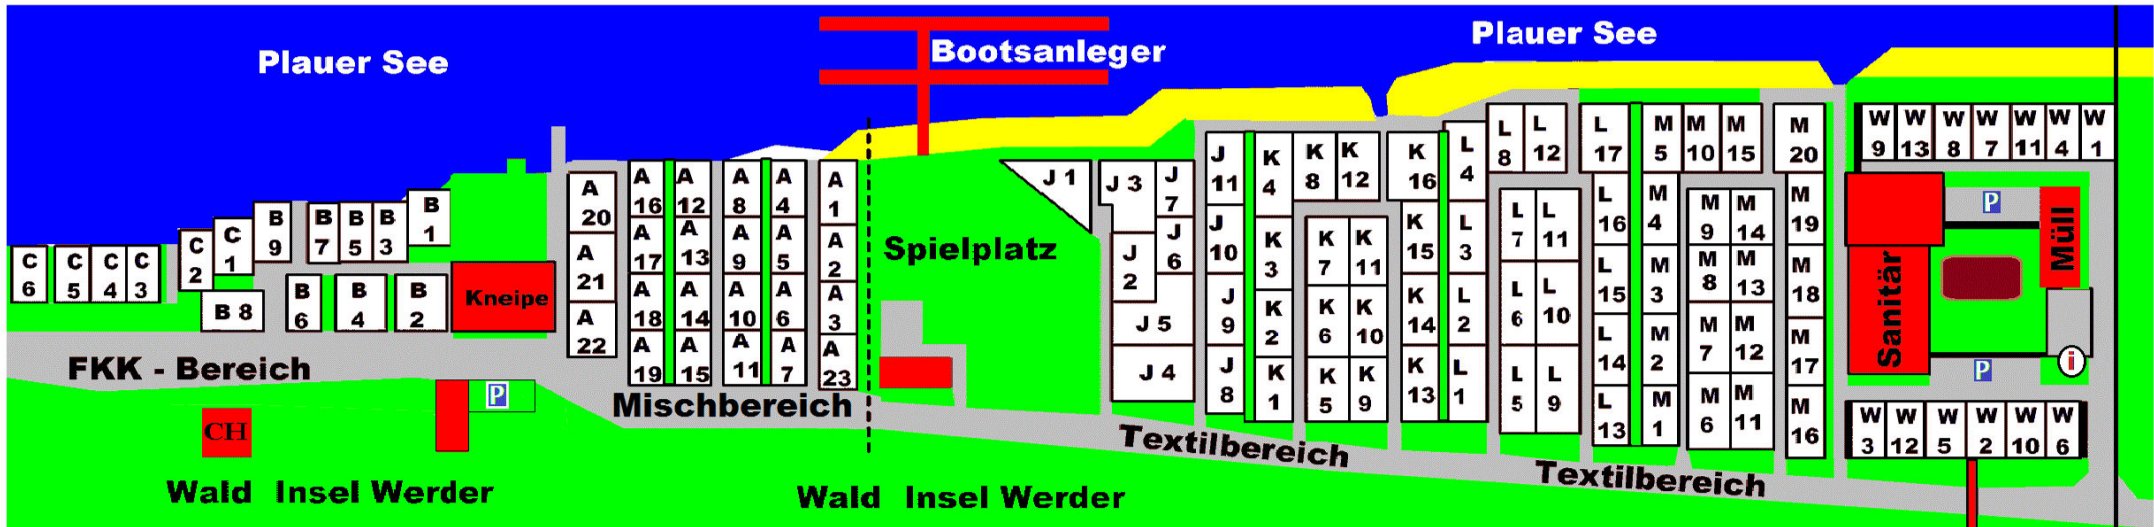 Plauer See
Bootsanleger
Plauer See
C 6
C 5
C 4
C 3
C 2
C 1
B 9
B 7
B 5
B 3
B 1
B 8
B 6
B 4
B 2
Kneipe
A 20
A 21
A 22
A 16
A 17
A 18
A 19
A 12
A 13
A 14
A 15
A 8
A 9
A 10
A 11
A 4
A 5
A 6
A 7
A 1
A 2
A 3
A 23
Spielplatz
J 1
J 3
J 7
J 6
J 2
J 5
J 4
J 11
J 10
J 9
J 8
K 4
K 3
K 2
K 1
K 8
K 12
K 7
K 11
K 6
K 10
K 5
K 9
K 16
K 15
K 14
K 13
L 4
L 3
L 2
L 1
L 8
L 12
L 7
L 11
L 6
L 10
L 5
L 9
L 17
L 16
L 15
L 14
L 13
M 5
M 4
M 3
M 2
M 1
M 10
M 15
M 9
M 14
M 8
M 13
M 7
M 12
M 6
M 11
M 20
M 19
M 18
M 17
M 16
W 9
W 13
W 8
W 7
W 11
W 4
W 1
P
Müll
Sanitär
i
P
W 3
W 12
W 5
W 2
W 10
W 6
FKK - Bereich
P
CH
Mischbereich
Textilbereich
Textilbereich
Wald Insel Werder
Wald Insel Werder